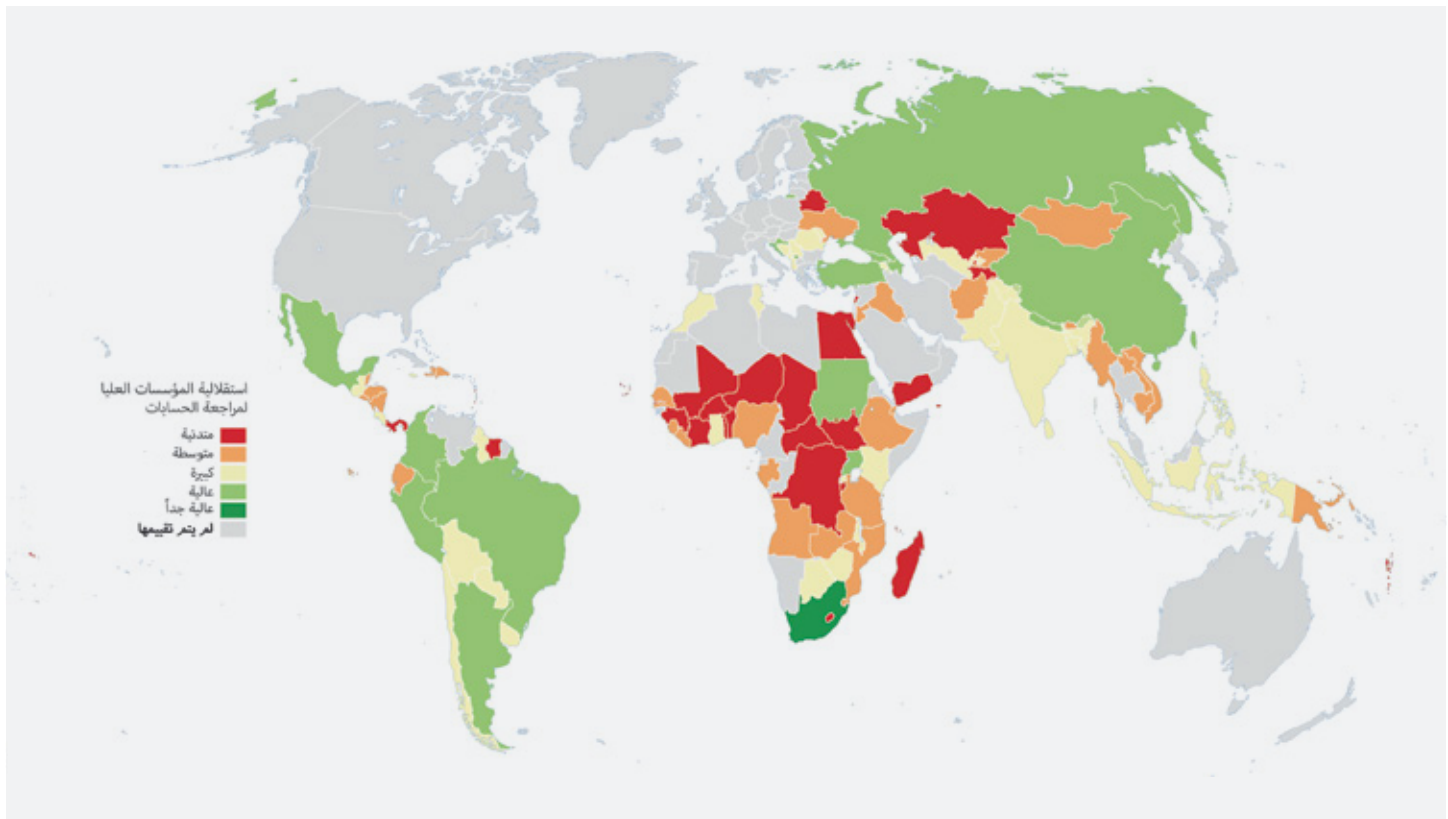 استقلالية المؤسسات العليا
لمراجعة الحسابات
متدنية
متوسطة
كبيرة
عالية
عالية جداً
لم يتم تقييمها